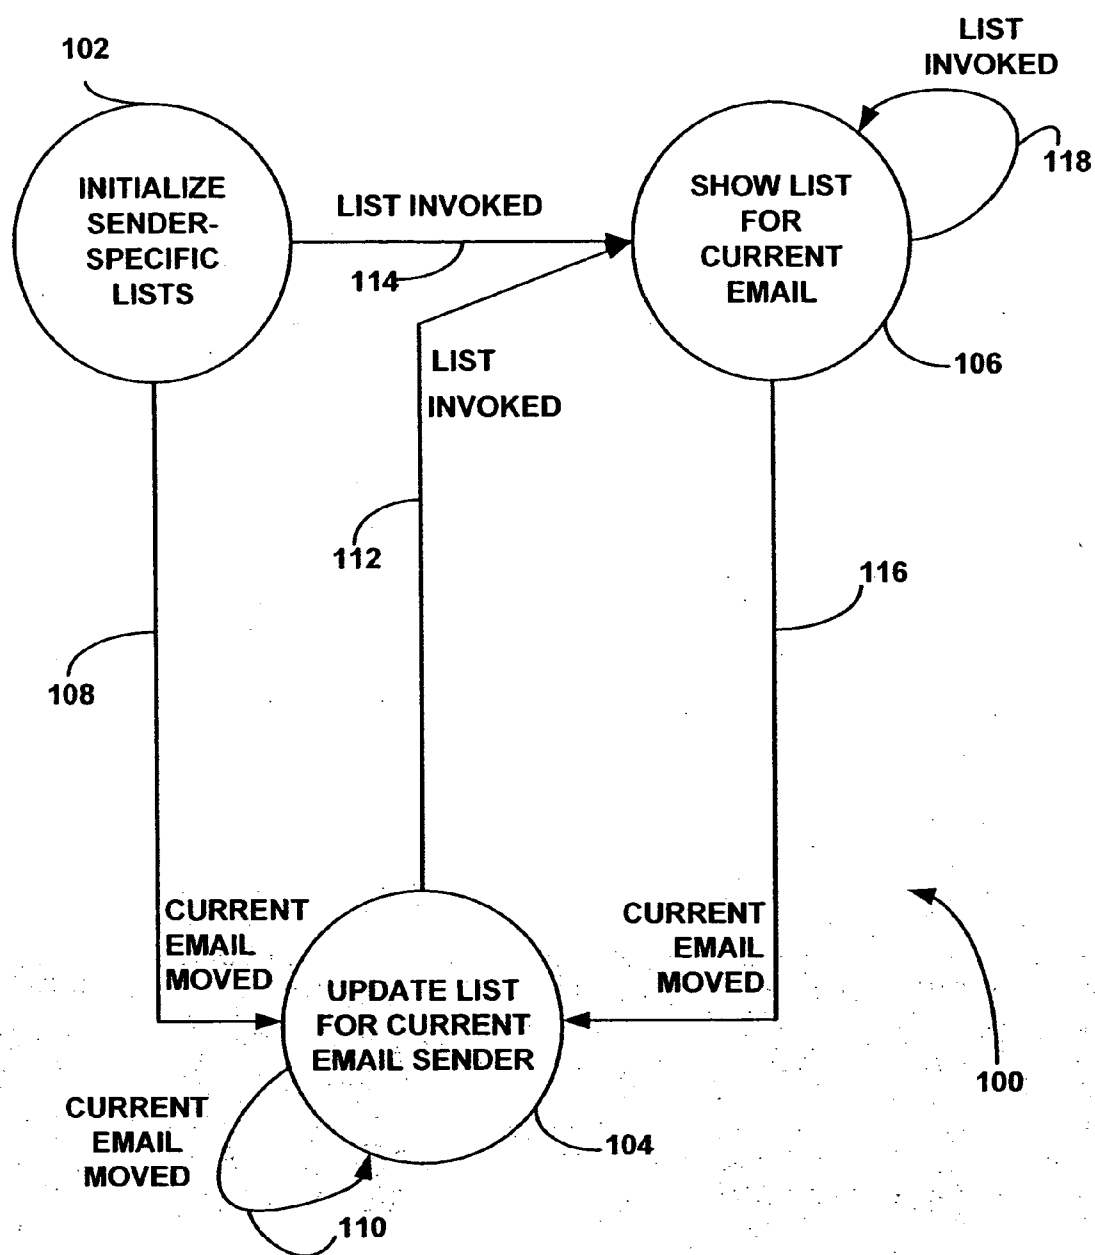 102
LIST
INVOKED
118
INITIALIZE
SENDER-
SPECIFIC
LISTS
LIST INVOKED
114
SHOW LIST
FOR
CURRENT
EMAIL
106
LIST
INVOKED
112
116
108
CURRENT
EMAIL
MOVED
CURRENT
EMAIL
MOVED
UPDATE LIST
FOR CURRENT
EMAIL SENDER
100
CURRENT
EMAIL
MOVED
104
110